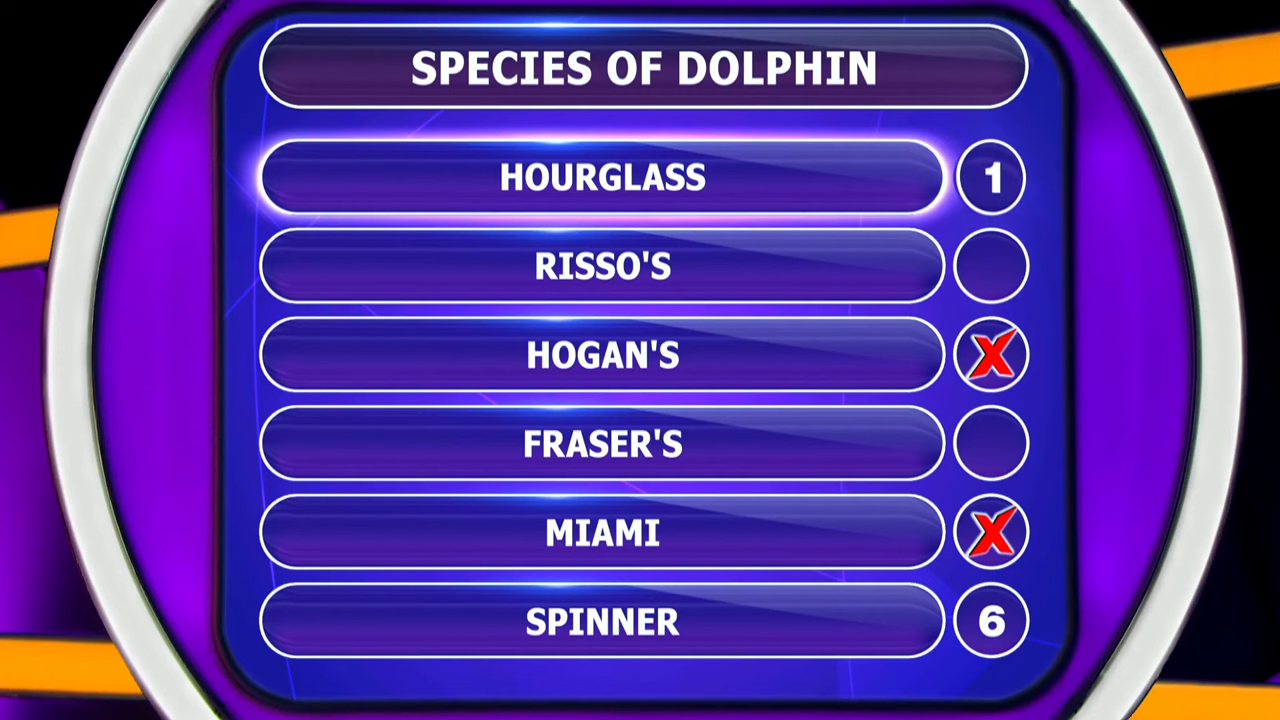 SPECIES OF DOLPHIN
HOURGLASS 1
RISSO'S
HOGAN'S X
FRASER'S
MIAMI X
SPINNER 6